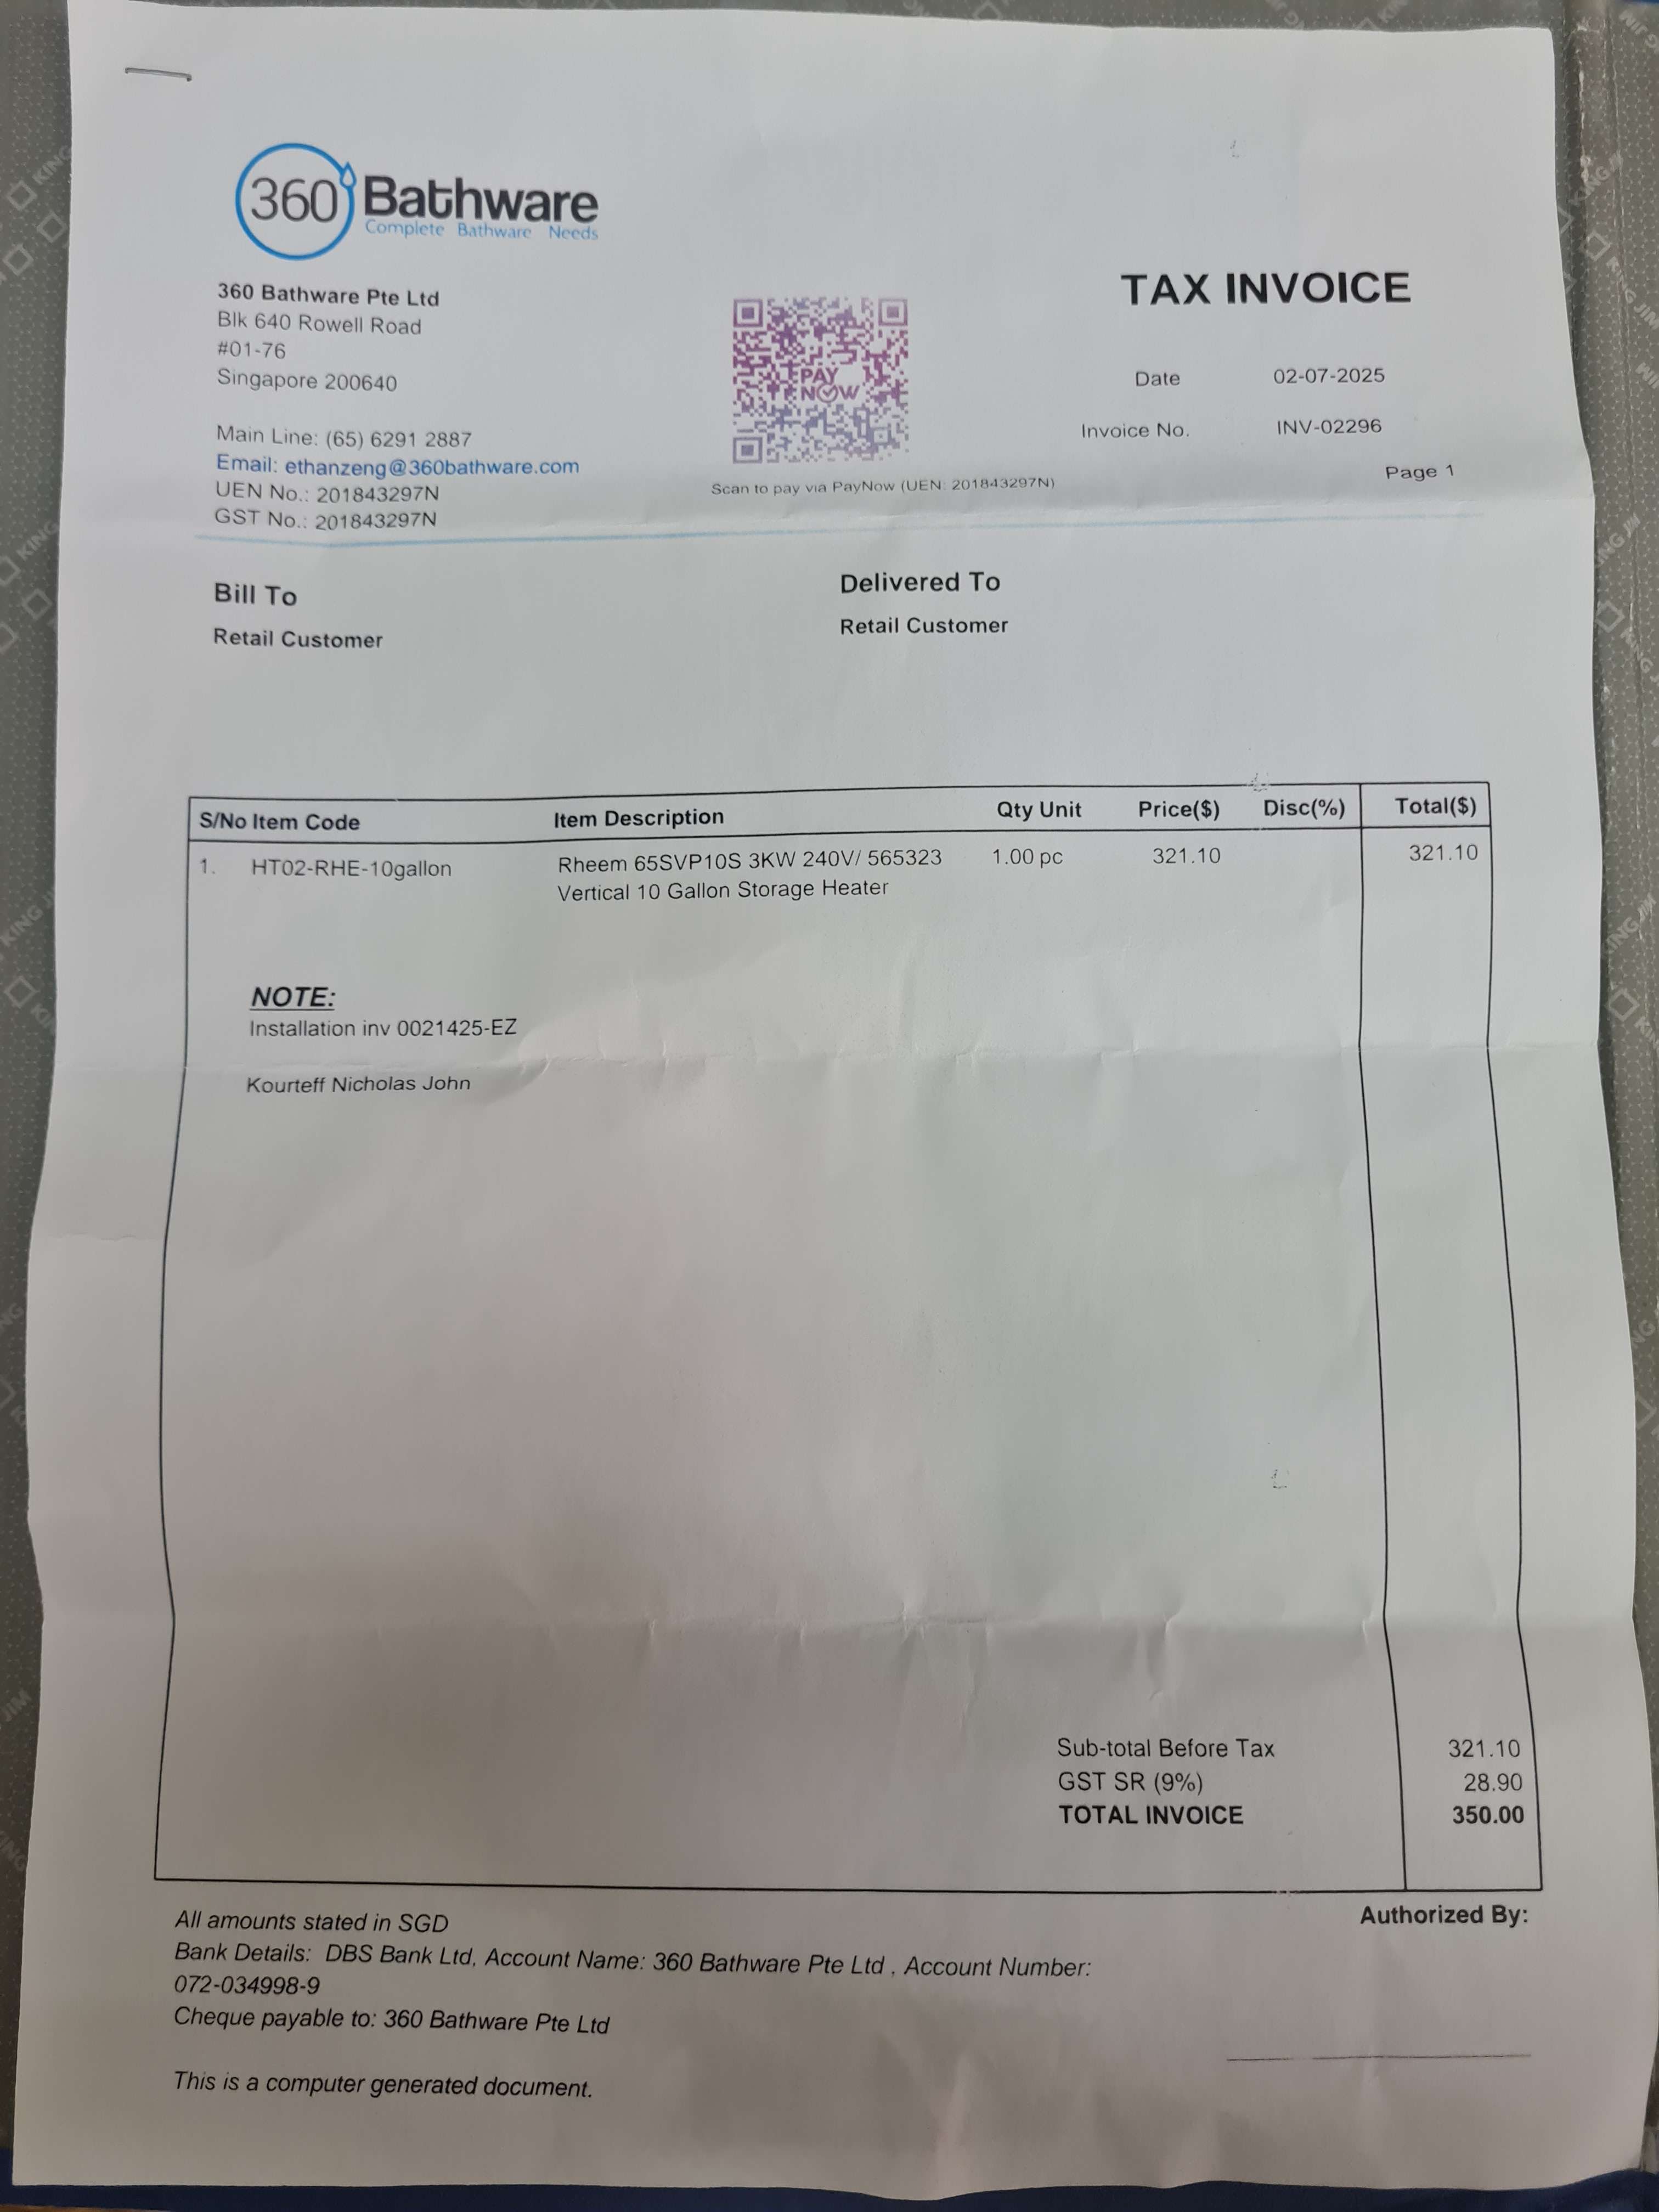 360 Bathware
Complete Bathware Needs
360 Bathware Pte Ltd
Blk 640 Rowell Road
#01-76
Singapore 200640
Main Line: (65) 6291 2887
Email: ethanzeng@360bathware.com
UEN No.: 201843297N
GST No.: 201843297N
PAY
NOW
Scan to pay via PayNow (UEN: 201843297N)
TAX INVOICE
Date 02-07-2025
Invoice No. INV-02296
Page 1
Bill To
Retail Customer
Delivered To
Retail Customer
S/No Item Code Item Description Qty Unit Price($) Disc(%) Total($)
1. HT02-RHE-10gallon Rheem 65SVP10S 3KW 240V/ 565323 1.00 pc 321.10 321.10
Vertical 10 Gallon Storage Heater
NOTE:
Installation inv 0021425-EZ
Kourteff Nicholas John
Sub-total Before Tax 321.10
GST SR (9%) 28.90
TOTAL INVOICE 350.00
All amounts stated in SGD
Bank Details: DBS Bank Ltd, Account Name: 360 Bathware Pte Ltd , Account Number:
072-034998-9
Cheque payable to: 360 Bathware Pte Ltd
This is a computer generated document.
Authorized By:
KING JIM